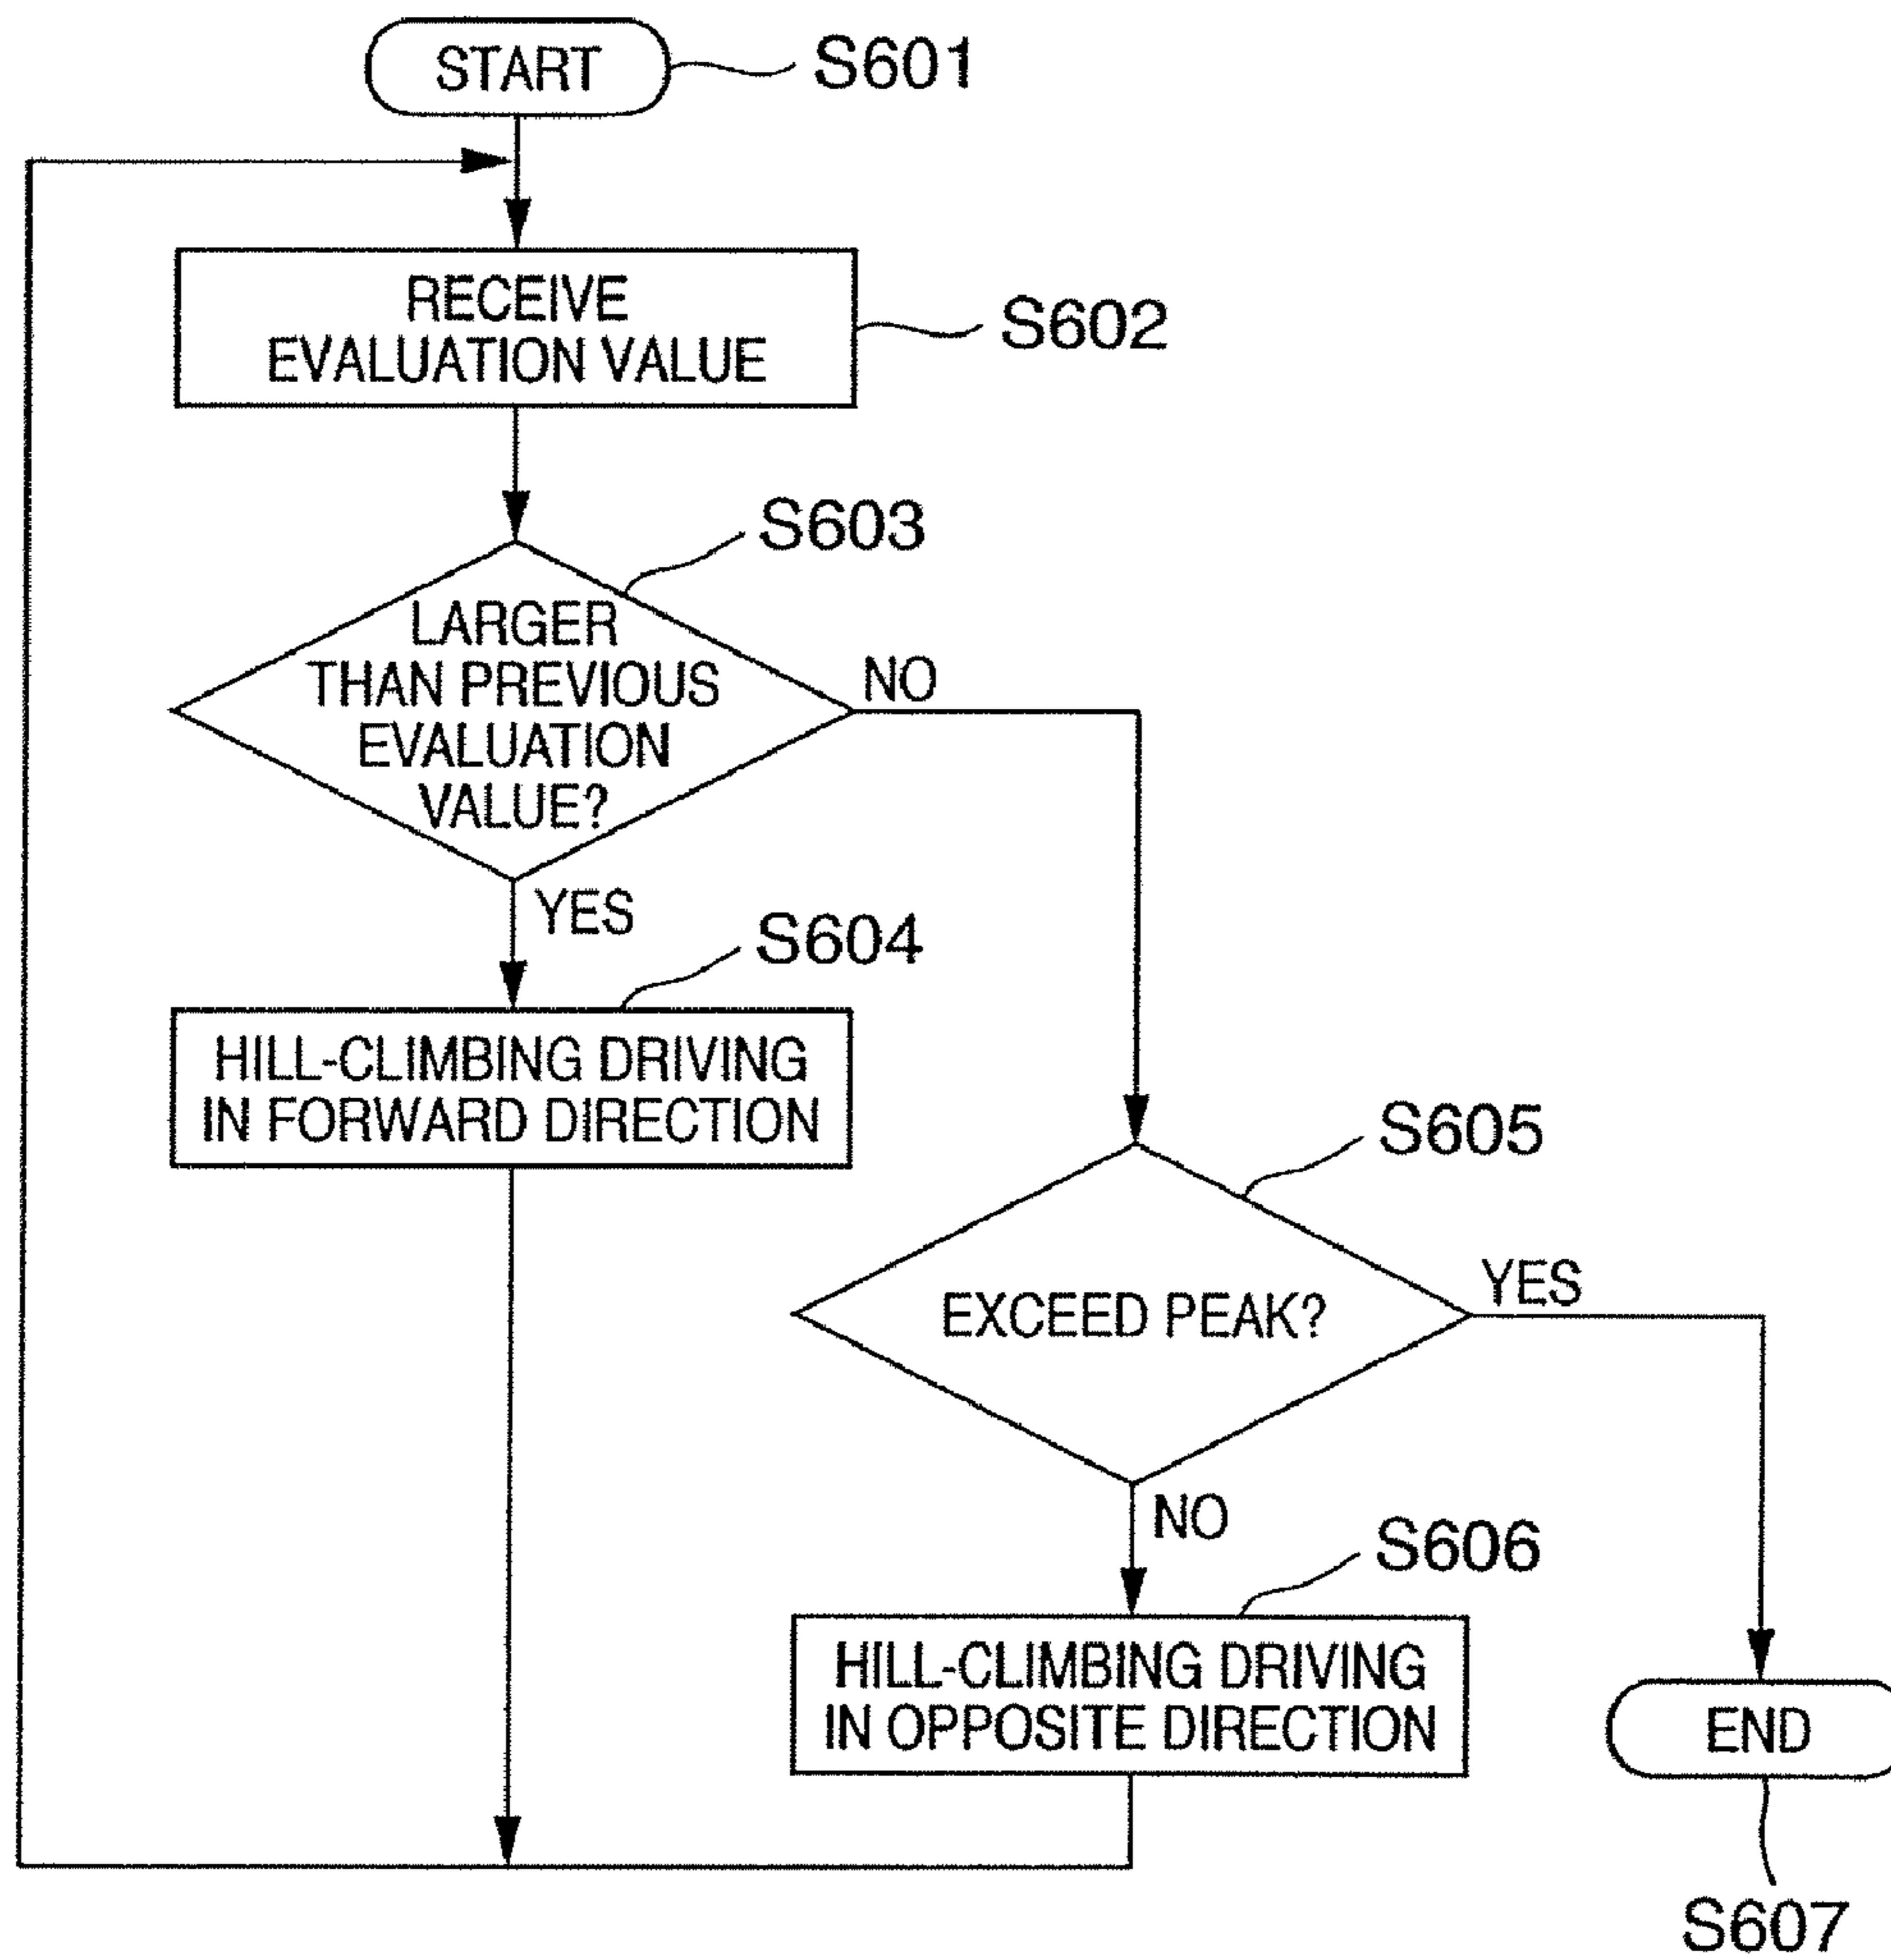 START
S601
RECEIVE
EVALUATION VALUE
S602
S603
LARGER
THAN PREVIOUS
EVALUATION
VALUE?
NO
YES
S604
HILL-CLIMBING DRIVING
IN FORWARD DIRECTION
S605
EXCEED PEAK?
YES
NO
S606
HILL-CLIMBING DRIVING
IN OPPOSITE DIRECTION
END
S607